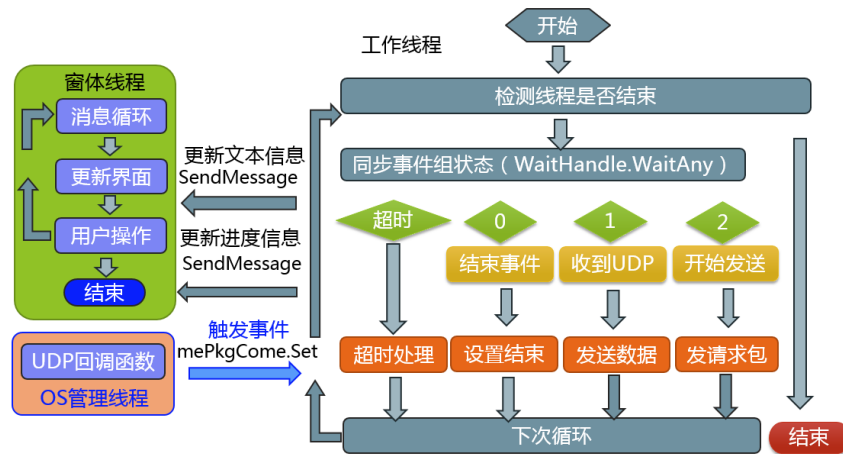 开始
工作线程
窗体线程
消息循环
更新界面
用户操作
结束
检测线程是否结束
更新文本信息
SendMessage
同步事件组状态（WaitHandle.WaitAny）
更新进度信息
SendMessage
超时
0
1
2
结束事件
收到UDP
开始发送
触发事件
mePkgCome.Set
UDP回调函数
OS管理线程
超时处理
设置结束
发送数据
发请求包
下次循环
结束